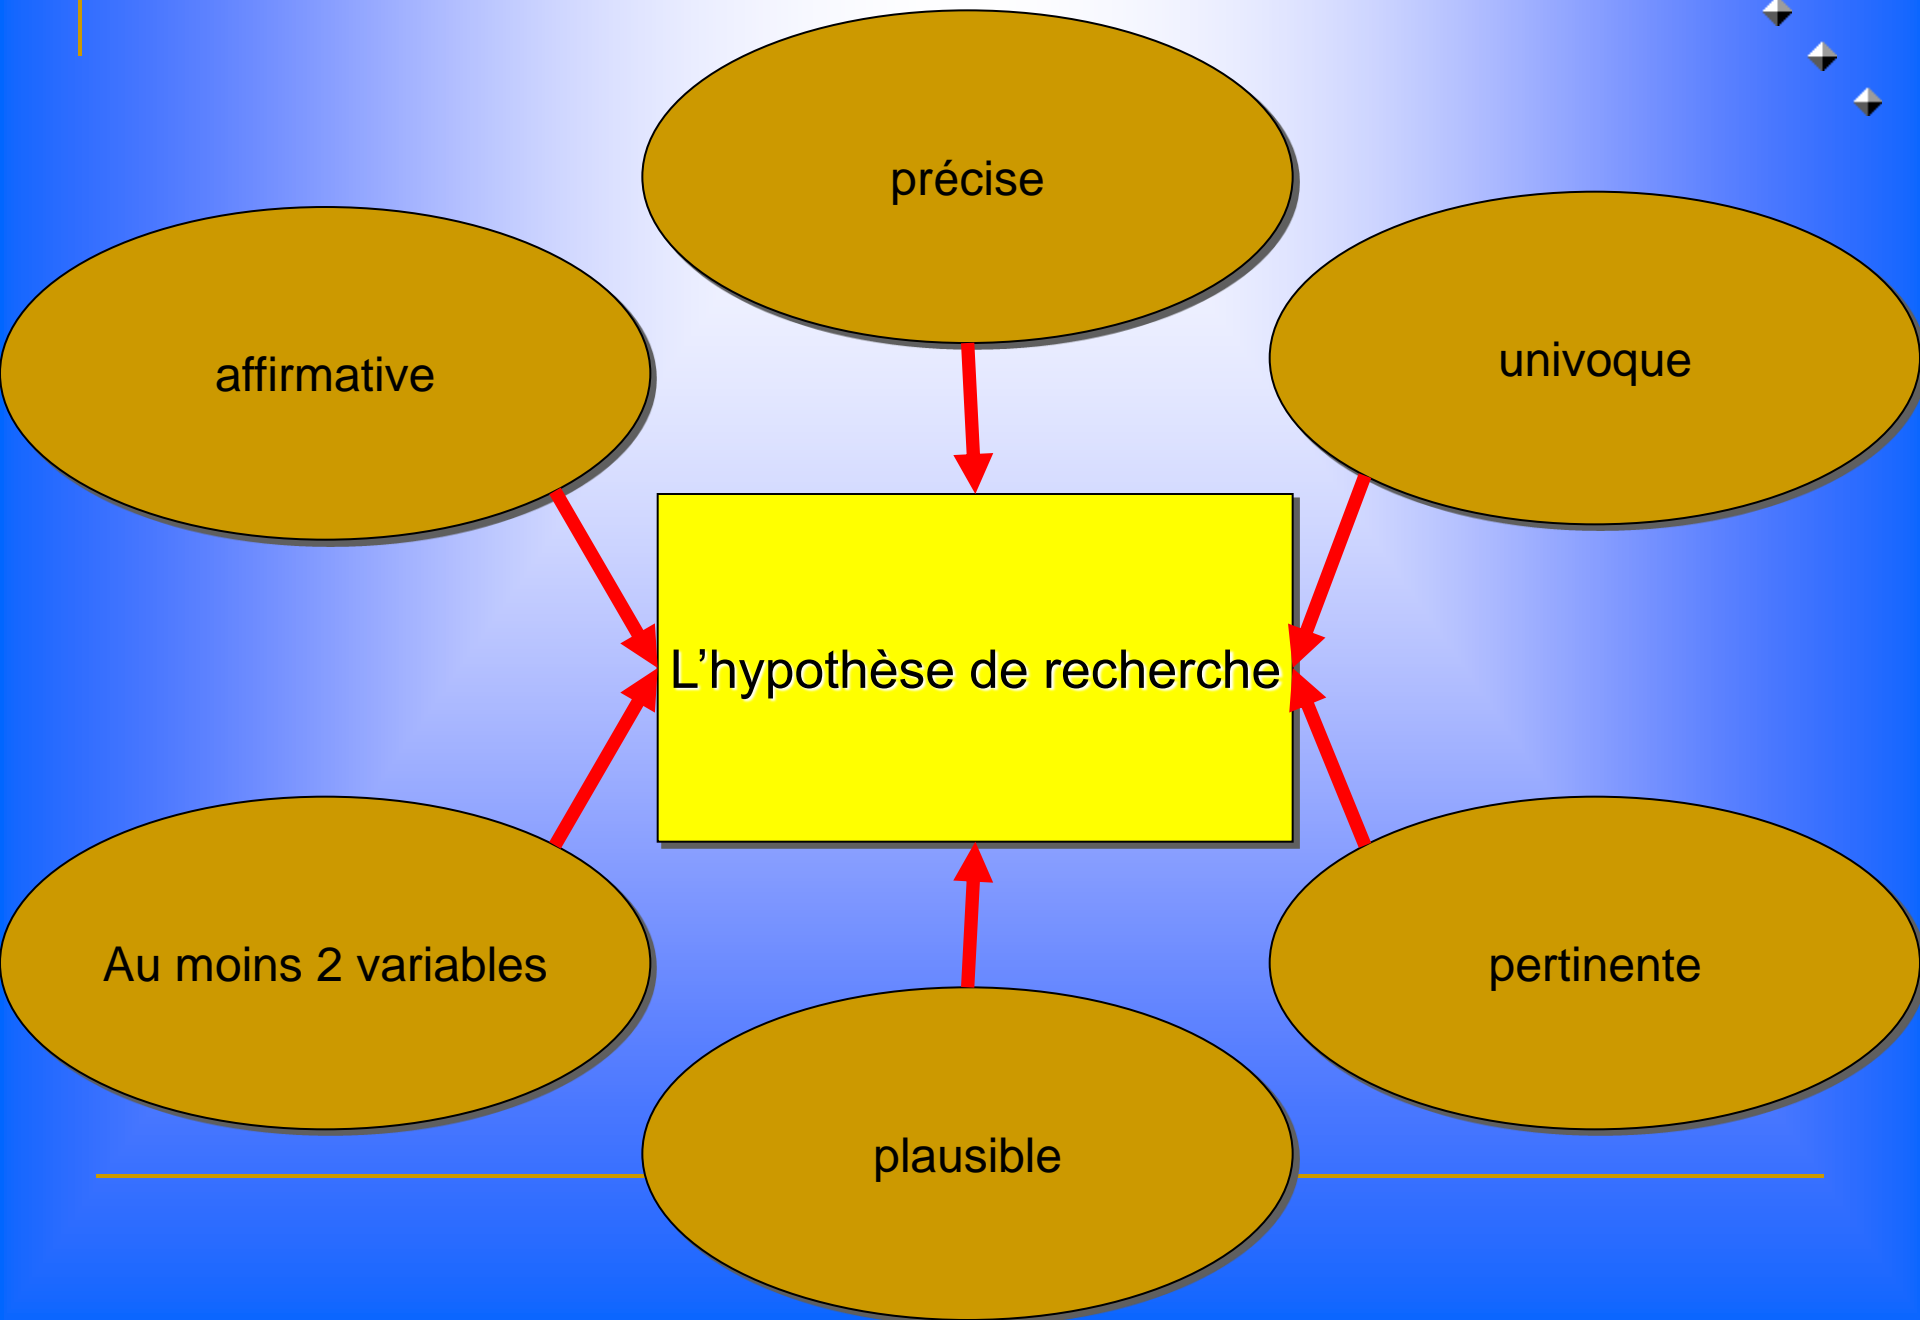 précise
affirmative
univoque
L’hypothèse de recherche
Au moins 2 variables
pertinente
plausible